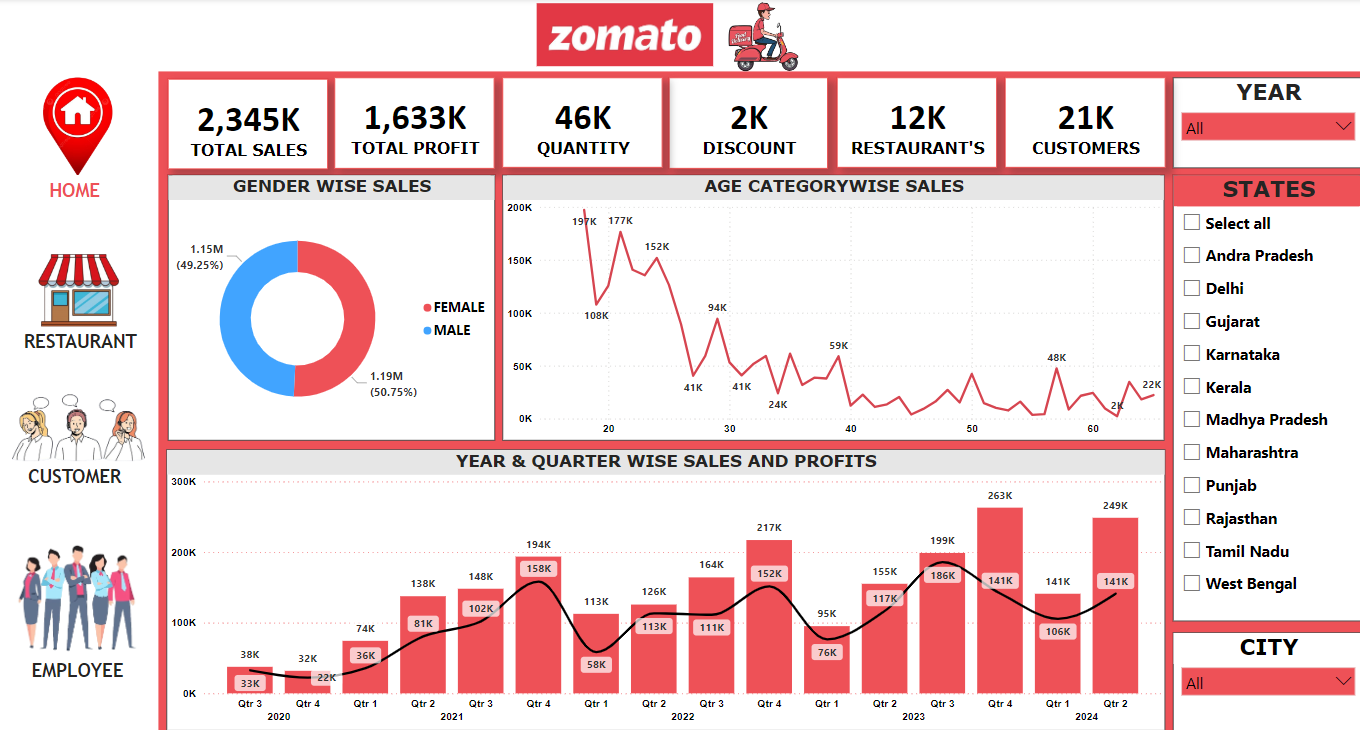 zomato
2,345K
TOTAL SALES
1,633K
TOTAL PROFIT
46K
QUANTITY
2K
DISCOUNT
12K
RESTAURANT'S
21K
CUSTOMERS
YEAR
All
HOME
RESTAURANT
CUSTOMER
EMPLOYEE
GENDER WISE SALES
1.15M
(49.25%)
FEMALE
MALE
1.19M
(50.75%)
AGE CATEGORYWISE SALES
200K
150K
100K
50K
0K
197K
177K
152K
108K
94K
41K
41K
24K
59K
48K
2K
22K
20
30
40
50
60
STATES
Select all
Andra Pradesh
Delhi
Gujarat
Karnataka
Kerala
Madhya Pradesh
Maharashtra
Punjab
Rajasthan
Tamil Nadu
West Bengal
YEAR & QUARTER WISE SALES AND PROFITS
300K
200K
100K
0K
38K
32K
74K
138K
148K
194K
113K
126K
164K
217K
95K
155K
199K
263K
141K
249K
33K
22K
36K
81K
102K
158K
58K
113K
111K
152K
76K
117K
186K
141K
106K
141K
Qtr 3
Qtr 4
Qtr 1
Qtr 2
Qtr 3
Qtr 4
Qtr 1
Qtr 2
Qtr 3
Qtr 4
Qtr 1
Qtr 2
Qtr 3
Qtr 4
Qtr 1
Qtr 2
2020
2021
2022
2023
2024
CITY
All